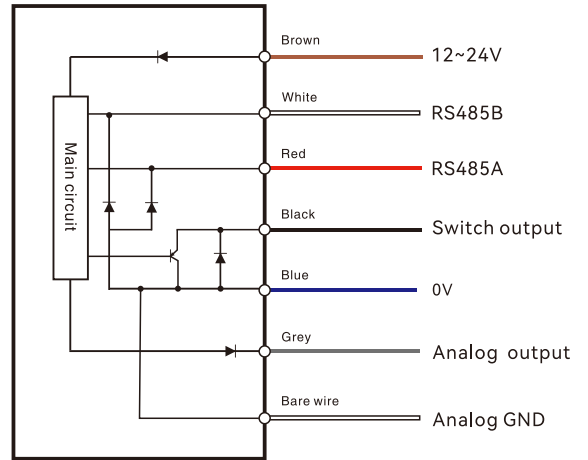 Brown
12~24V
White
RS485B
Main circuit
Red
RS485A
Black
Switch output
Blue
0V
Grey
Analog output
Bare wire
Analog GND